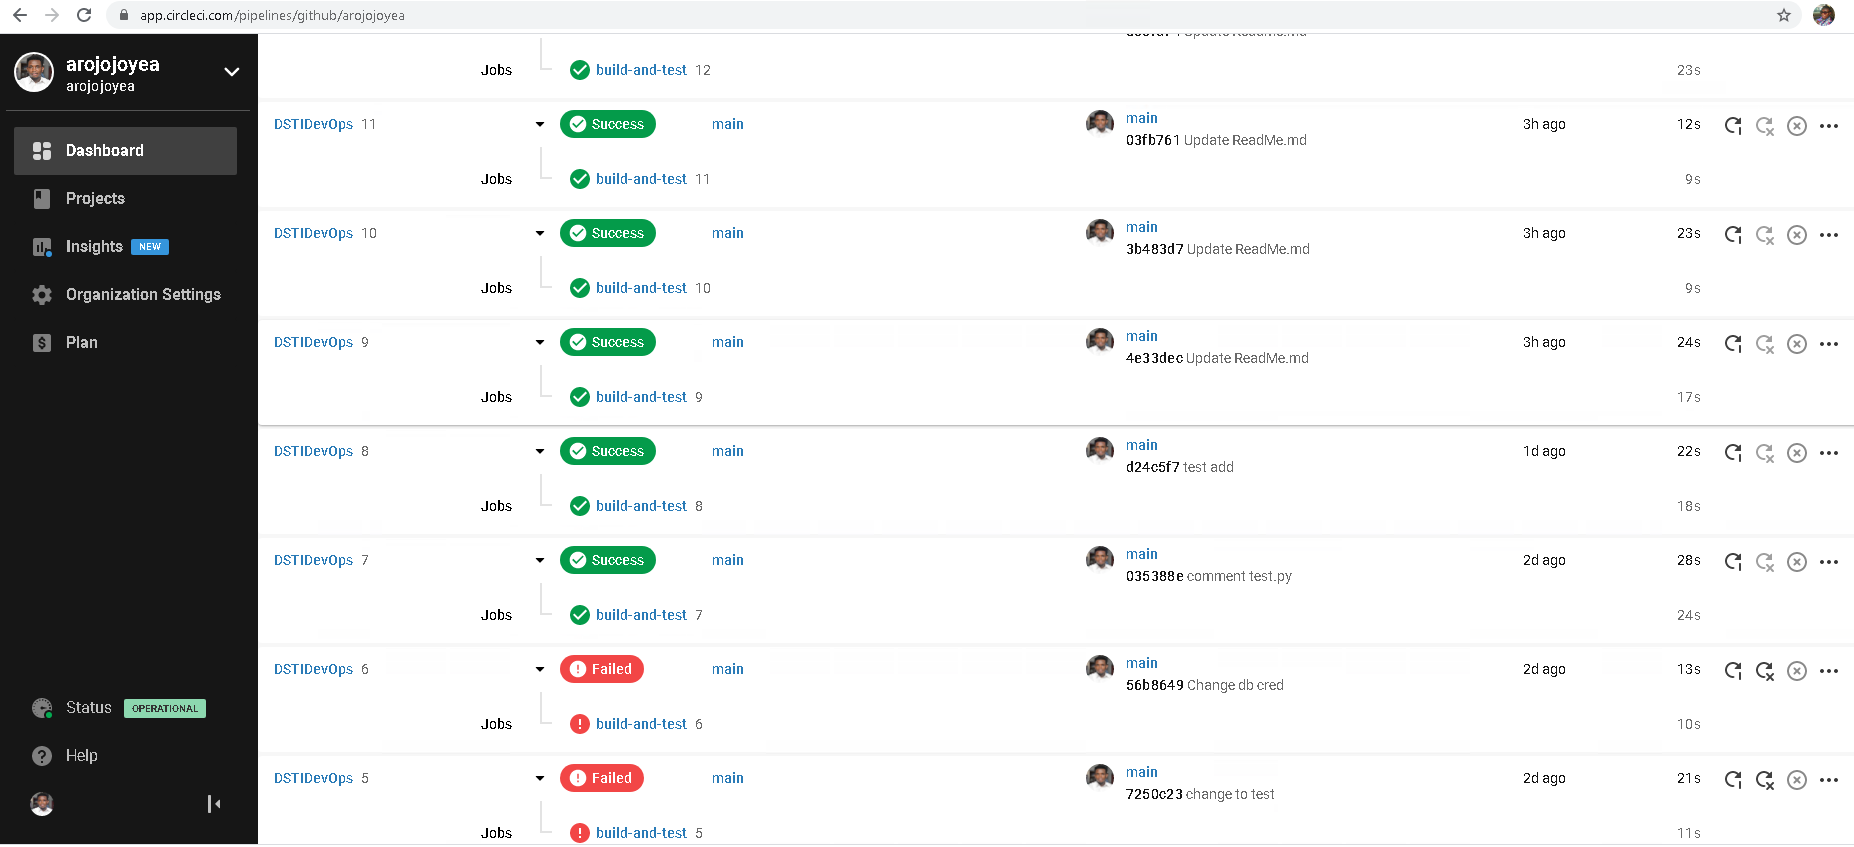 app.circleci.com/pipelines/github/arojojoyea
arojojoyea
arojojoyea
Dashboard
Projects
Insights NEW
Organization Settings
Plan
Status OPERATIONAL
Help
Update ReadMe.md
Jobs build-and-test 12 23s
DSTIDevOps 11 Success main main 3h ago 12s
03fb761 Update ReadMe.md
Jobs build-and-test 11 9s
DSTIDevOps 10 Success main main 3h ago 23s
3b483d7 Update ReadMe.md
Jobs build-and-test 10 9s
DSTIDevOps 9 Success main main 3h ago 24s
4e33dec Update ReadMe.md
Jobs build-and-test 9 17s
DSTIDevOps 8 Success main main 1d ago 22s
d24c5f7 test add
Jobs build-and-test 8 18s
DSTIDevOps 7 Success main main 2d ago 28s
035388e comment test.py
Jobs build-and-test 7 24s
DSTIDevOps 6 Failed main main 2d ago 13s
56b8649 Change db cred
Jobs build-and-test 6 10s
DSTIDevOps 5 Failed main main 2d ago 21s
7250c23 change to test
Jobs build-and-test 5 11s